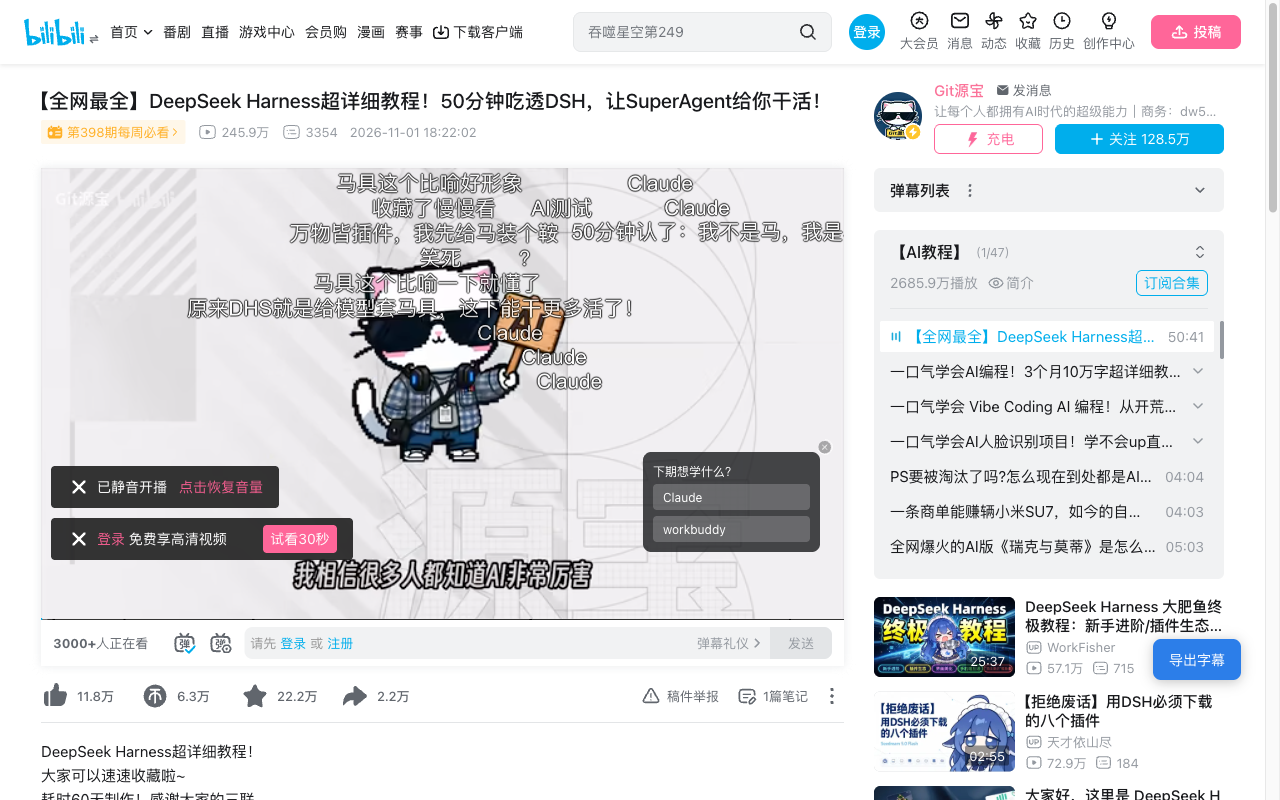 bilibili
首页
番剧
直播
游戏中心
会员购
漫画
赛事
下载客户端
吞噬星空第249
登录
大会员
消息
动态
收藏
历史
创作中心
投稿
【全网最全】DeepSeek Harness超详细教程！50分钟吃透DSH，让SuperAgent给你干活！
第398期每周必看
245.9万
3354
2026-11-01 18:22:02
Git源宝 bilibili
马具这个比喻好形象
Claude
收藏了慢慢看
AI测试
Claude
万物皆插件，我先给马装个鞍
50分钟认了：我不是马，我是
笑死
?
马具这个比喻一下就懂了
原来DHS就是给模型套马具，这下能干更多活了！
Claude
Claude
Claude
已静音开播 点击恢复音量
登录 免费享高清视频
试看30秒
下期想学什么?
Claude
workbuddy
我相信很多人都知道AI非常厉害
3000+人正在看
请先 登录 或 注册
弹幕礼仪
发送
11.8万
6.3万
22.2万
2.2万
稿件举报
1篇笔记
DeepSeek Harness超详细教程！
大家可以速速收藏啦~
耗时60天制作！感谢大家的三联
Git源宝
发消息
让每个人都拥有AI时代的超级能力｜商务：dw5...
充电
关注 128.5万
弹幕列表
【AI教程】
(1/47)
2685.9万播放
简介
订阅合集
【全网最全】DeepSeek Harness超...
50:41
一口气学会AI编程！3个月10万字超详细教...
一口气学会 Vibe Coding AI 编程！从开荒...
一口气学会AI人脸识别项目！学不会up直...
PS要被淘汰了吗?怎么现在到处都是AI...
04:04
一条商单能赚辆小米SU7，如今的自...
04:03
全网爆火的AI版《瑞克与莫蒂》是怎么...
05:03
DeepSeek Harness
终极教程
25:37
DeepSeek Harness 大肥鱼终
极教程：新手进阶/插件生态...
WorkFisher
57.1万
715
导出字幕
【拒绝废话】
用DSH必须下载
的八个插件
02:55
【拒绝废话】用DSH必须下载
的八个插件
天才依山尽
72.9万
184
大家好，这里是 DeepSeek H